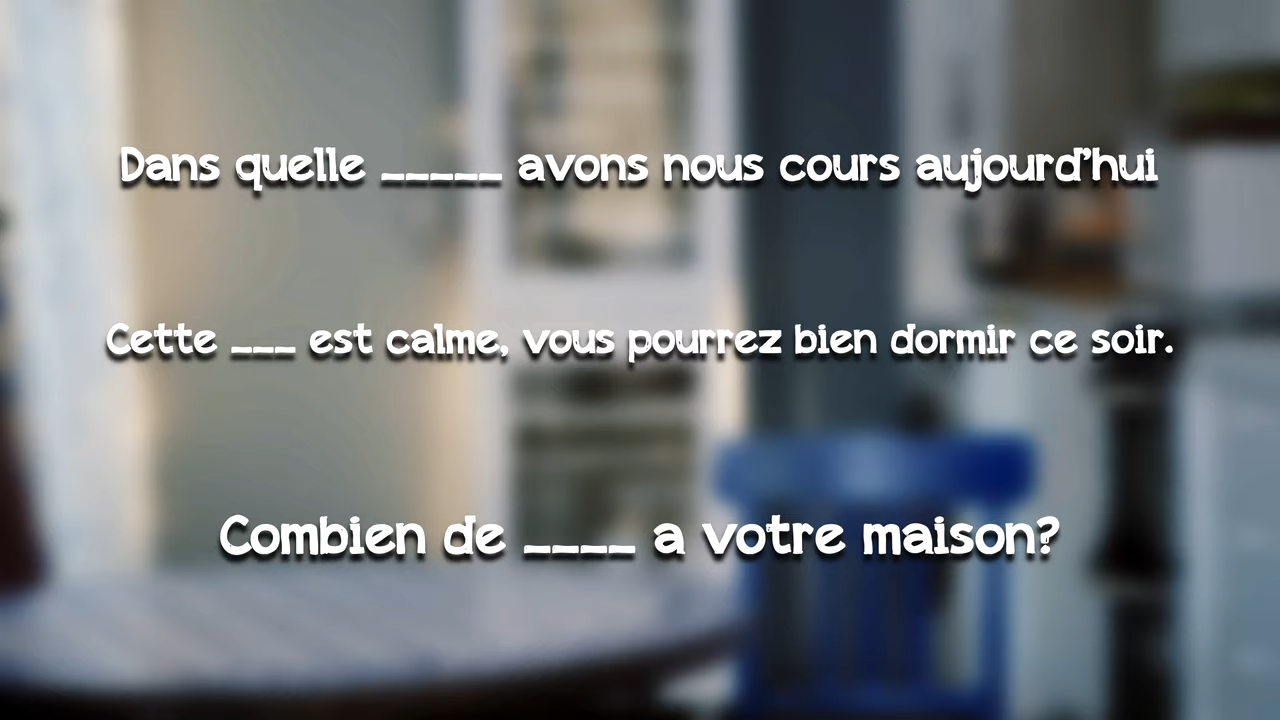 Dans quelle _____ avons nous cours aujourd'hui
Cette ___ est calme, vous pourrez bien dormir ce soir.
Combien de ____ a votre maison?